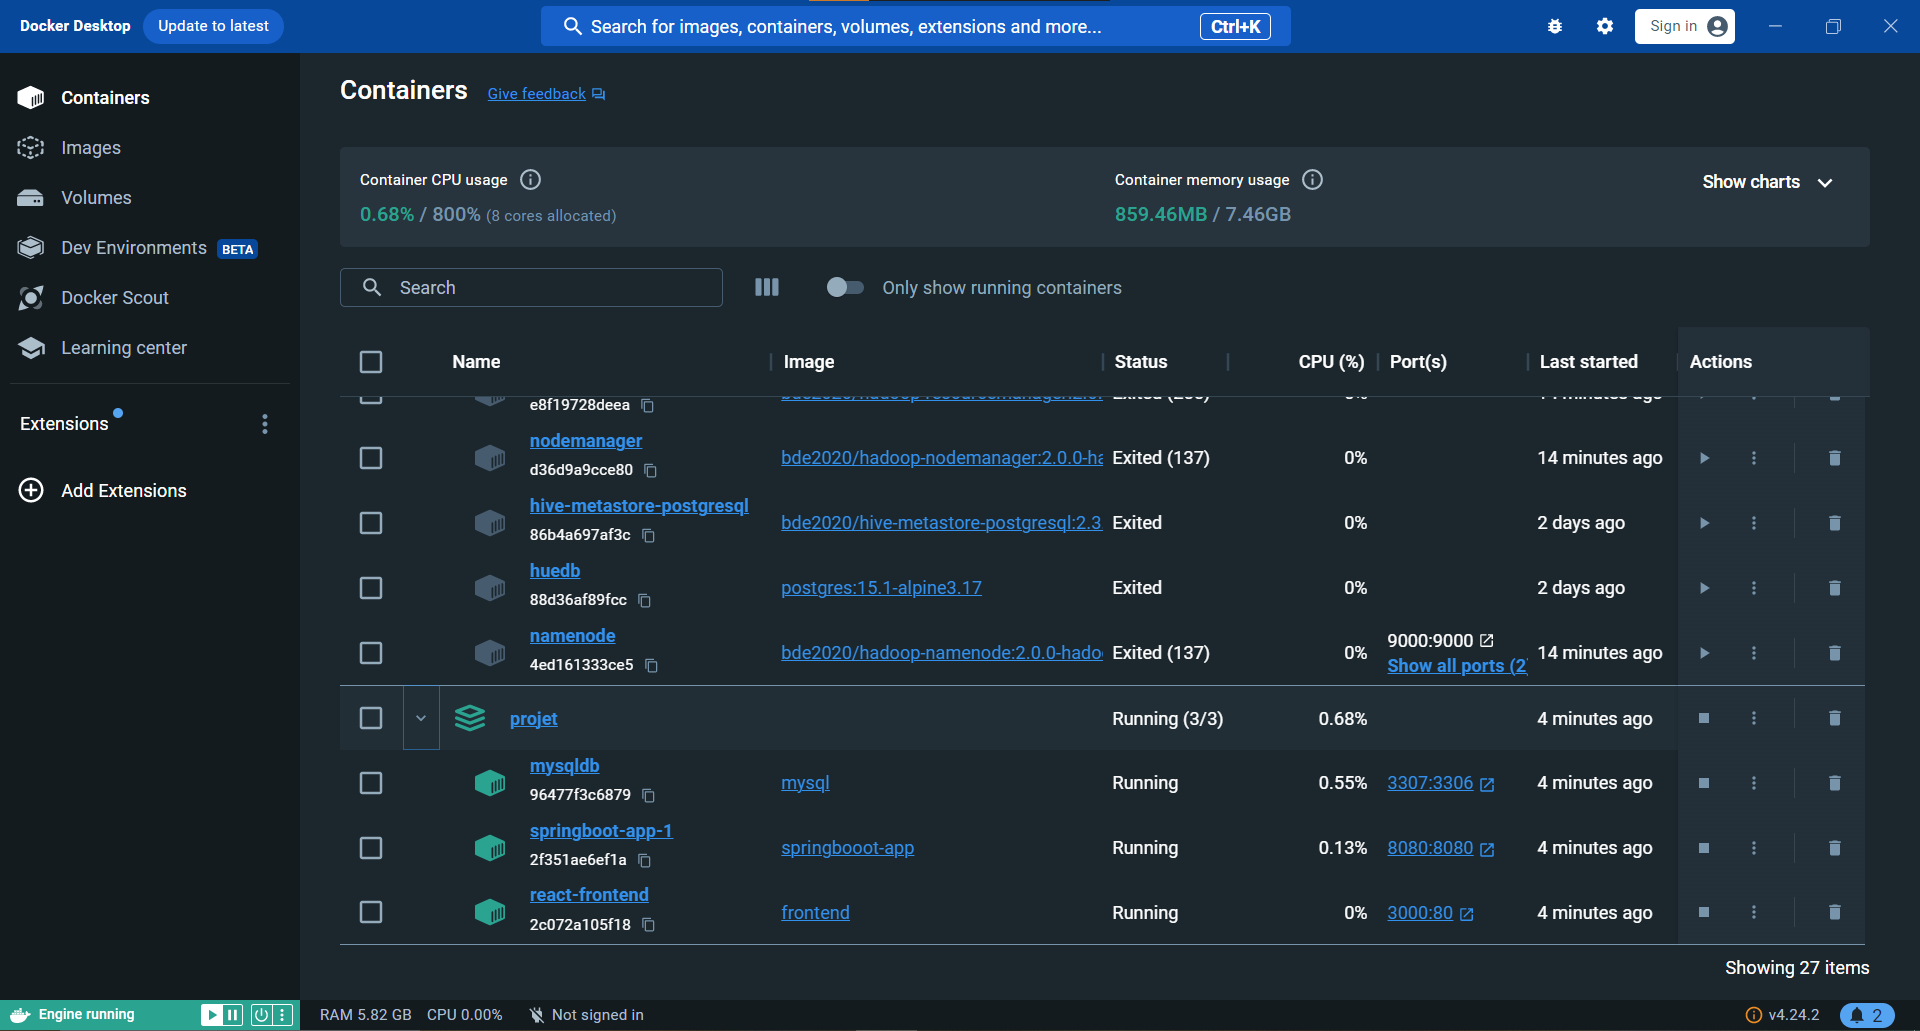 Docker Desktop
Update to latest
Search for images, containers, volumes, extensions and more...
Ctrl+K
Sign in
Containers
Images
Volumes
Dev Environments BETA
Docker Scout
Learning center
Extensions
Add Extensions
Containers
Give feedback
Container CPU usage
0.68% / 800% (8 cores allocated)
Container memory usage
859.46MB / 7.46GB
Show charts
Search
Only show running containers
Name Image Status CPU (%) Port(s) Last started Actions
e8f19728deea
nodemanager
d36d9a9cce80
bde2020/hadoop-nodemanager:2.0.0-ha Exited (137) 0% 14 minutes ago
hive-metastore-postgresql
86b4a697af3c
bde2020/hive-metastore-postgresql:2.3 Exited 0% 2 days ago
huedb
88d36af89fcc
postgres:15.1-alpine3.17 Exited 0% 2 days ago
namenode
4ed161333ce5
bde2020/hadoop-namenode:2.0.0-hado Exited (137) 0%
9000:9000
Show all ports (2)
14 minutes ago
projet Running (3/3) 0.68% 4 minutes ago
mysqldb
96477f3c6879
mysql Running 0.55% 3307:3306 4 minutes ago
springboot-app-1
2f351ae6ef1a
springbooot-app Running 0.13% 8080:8080 4 minutes ago
react-frontend
2c072a105f18
frontend Running 0% 3000:80 4 minutes ago
Showing 27 items
Engine running
RAM 5.82 GB CPU 0.00% Not signed in
v4.24.2
2